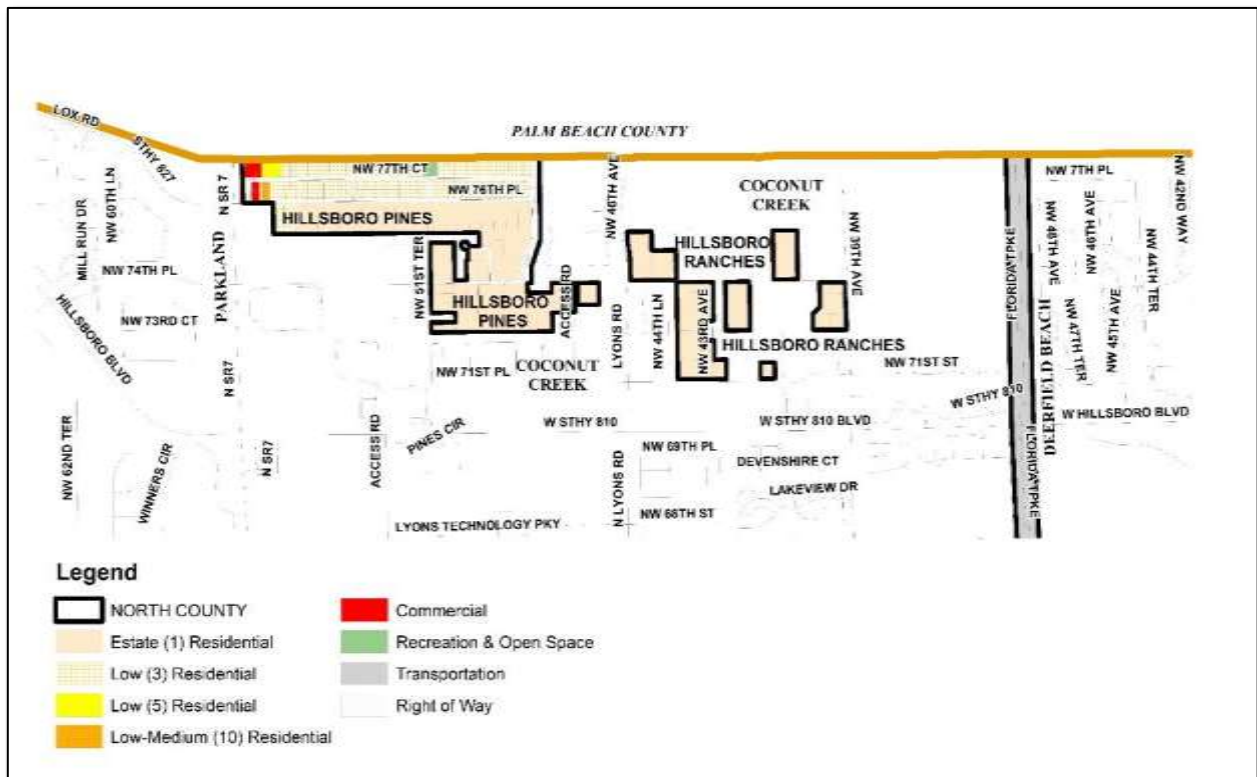 LOX RD
STHY 827
PALM BEACH COUNTY
NW 60TH LN
MILL RUN DR
N SR 7
PARKLAND
NW 77TH CT
NW 76TH PL
HILLSBORO PINES
NW 46TH AVE
COCONUT
CREEK
NW 39TH AVE
FLORIDA TPKE
NW 7TH PL
NW 48TH AVE
NW 49TH AVE
NW 42ND WAY
NW 44TH TER
NW 74TH PL
NW 51ST TER
HILLSBORO
RANCHES
HILLSBORO
PINES
ACCESS RD
NW 73RD CT
HILLSBORO BLVD
LYONS RD
NW 44TH LN
NW 43RD AVE
HILLSBORO RANCHES
NW 47TH TER
NW 45TH AVE
N SR7
NW 71ST PL
COCONUT
CREEK
NW 71ST ST
DEERFIELD BEACH
NW 62ND TER
WINNERS CIR
N SR7
ACCESS RD
PINES CIR
W STHY 810
W STHY 810 BLVD
W STHY 810
W HILLSBORO BLVD
N LYONS RD
NW 69TH PL
DEVENSHIRE CT
LAKEVIEW DR
FLORIDA TPKE
LYONS TECHNOLOGY PKY
NW 68TH ST
Legend
NORTH COUNTY
Estate (1) Residential
Low (3) Residential
Low (5) Residential
Low-Medium (10) Residential
Commercial
Recreation & Open Space
Transportation
Right of Way